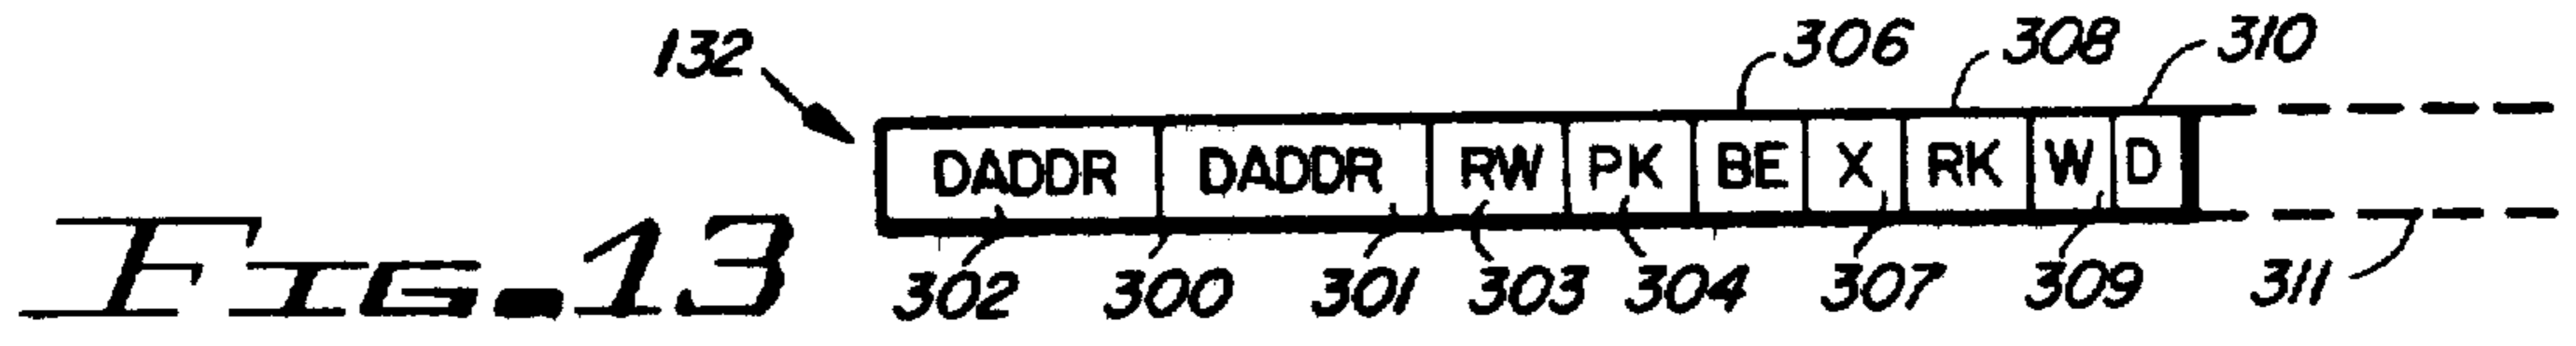 132 306 308 310
DADDR DADDR RW PK BE X RK W D
FIG. 13 302 300 301 303 304 307 309 311